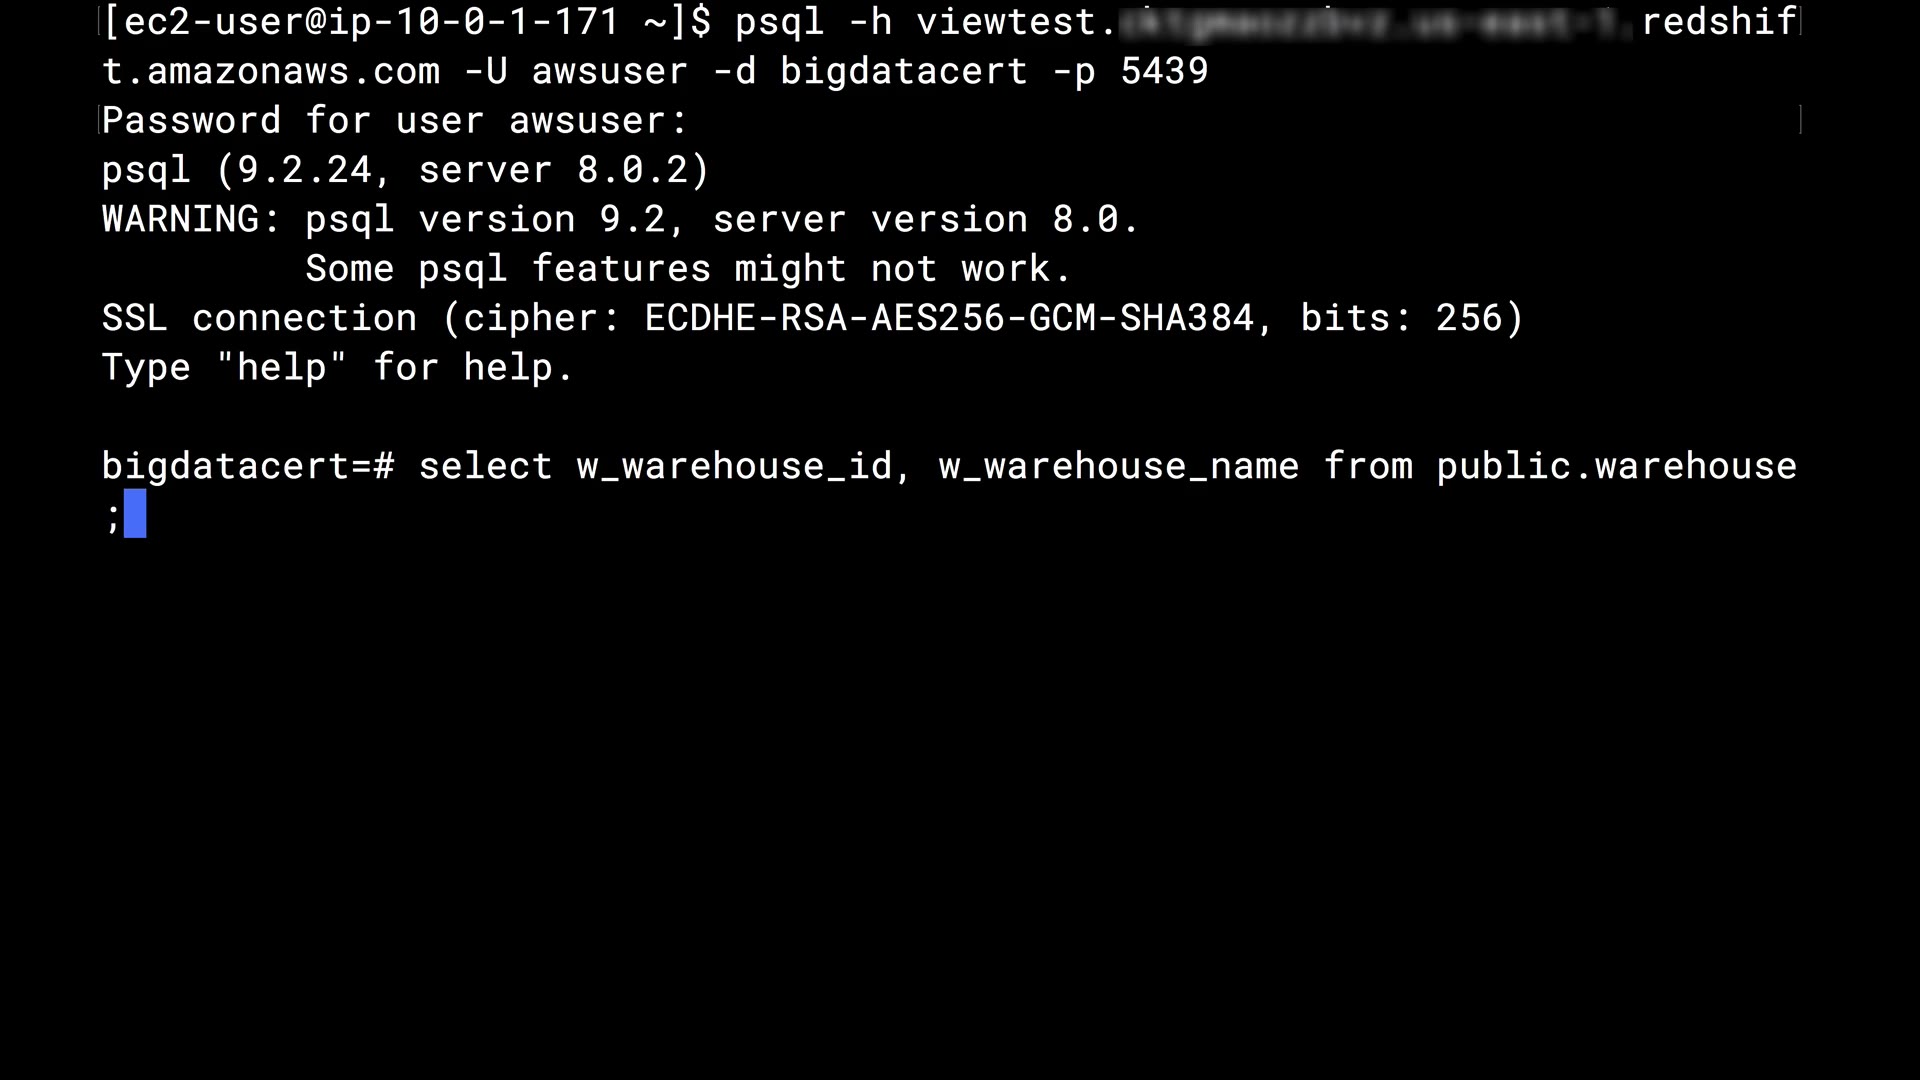 [ec2-user@ip-10-0-1-171 ~]$ psql -h viewtest. redshif
t.amazonaws.com -U awsuser -d bigdatacert -p 5439
Password for user awsuser:
psql (9.2.24, server 8.0.2)
WARNING: psql version 9.2, server version 8.0.
         Some psql features might not work.
SSL connection (cipher: ECDHE-RSA-AES256-GCM-SHA384, bits: 256)
Type "help" for help.
bigdatacert=# select w_warehouse_id, w_warehouse_name from public.warehouse
;